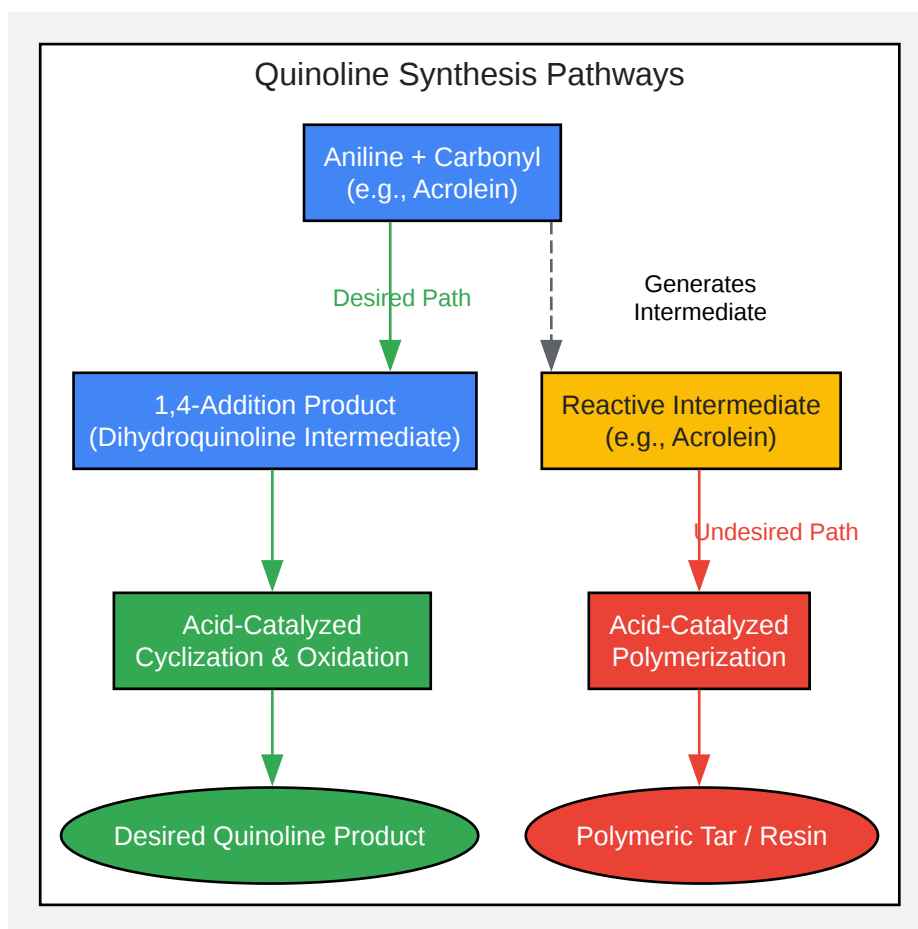 Quinoline Synthesis Pathways
Aniline + Carbonyl
(e.g., Acrolein)
Desired Path
Generates
Intermediate
1,4-Addition Product
(Dihydroquinoline Intermediate)
Reactive Intermediate
(e.g., Acrolein)
Undesired Path
Acid-Catalyzed
Cyclization & Oxidation
Acid-Catalyzed
Polymerization
Desired Quinoline Product
Polymeric Tar / Resin